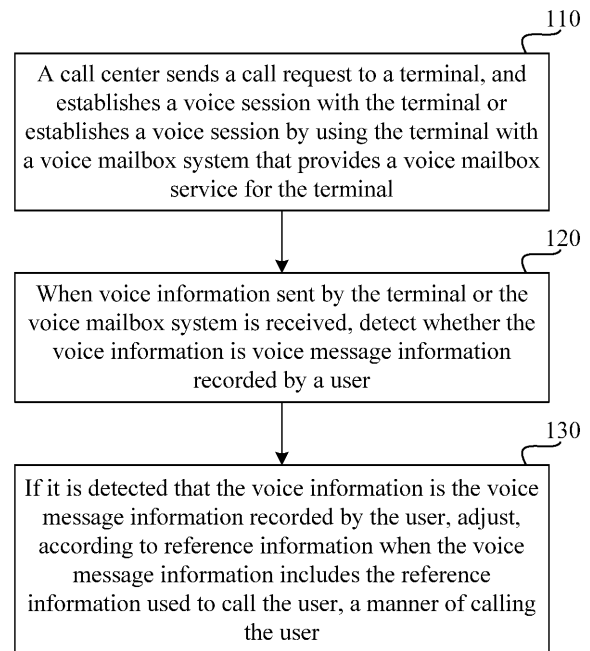 110
A call center sends a call request to a terminal, and
establishes a voice session with the terminal or
establishes a voice session by using the terminal with
a voice mailbox system that provides a voice mailbox
service for the terminal
120
When voice information sent by the terminal or the
voice mailbox system is received, detect whether the
voice information is voice message information
recorded by a user
130
If it is detected that the voice information is the voice
message information recorded by the user, adjust,
according to reference information when the voice
message information includes the reference
information used to call the user, a manner of calling
the user